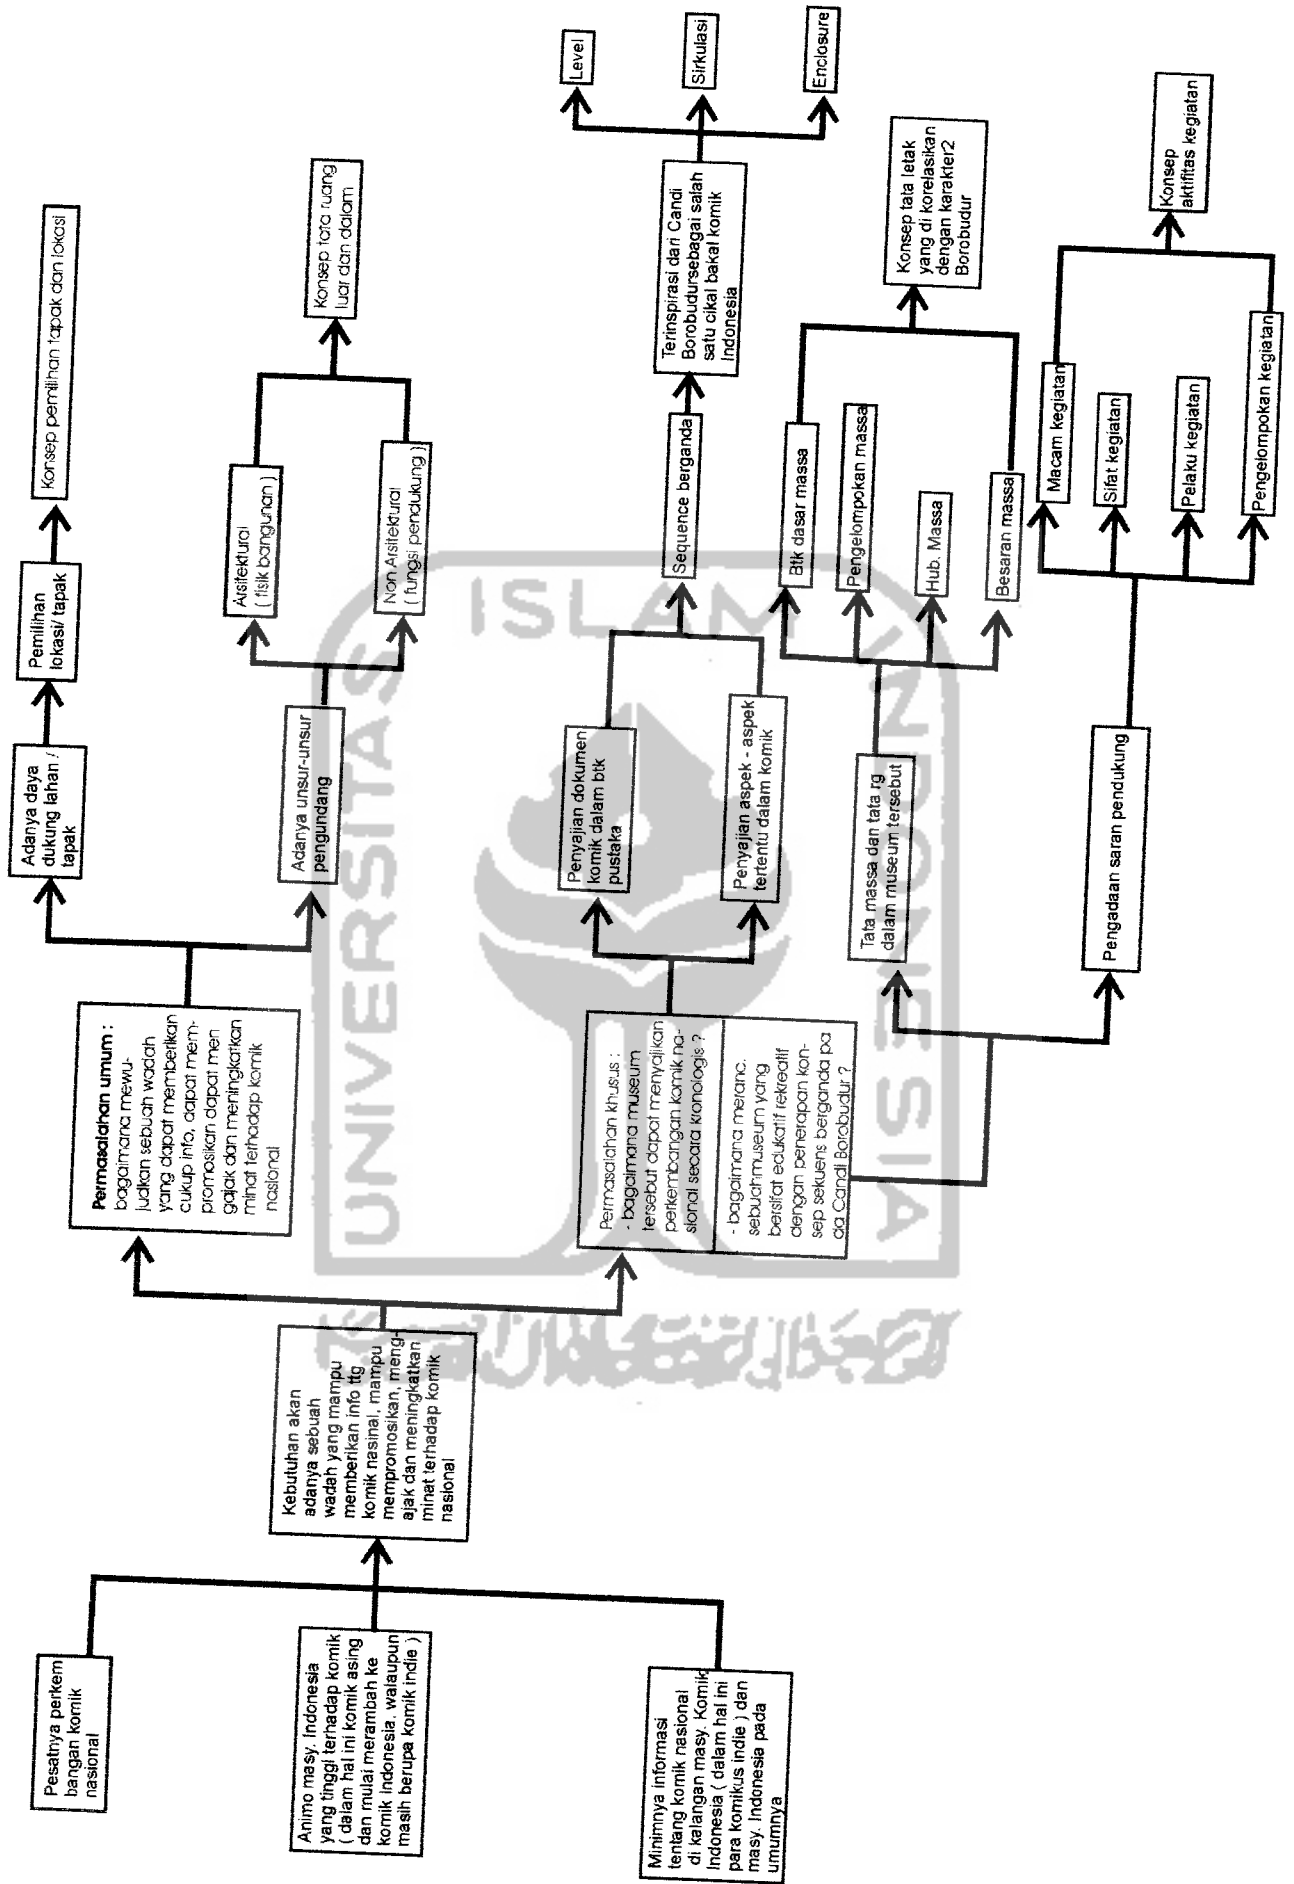 Pesatnya perkem
bangan komik
nasional
Animo masy. Indonesia
yang tinggi terhadap komik
( dalam hal ini komik asing
dan mulai merambah ke
komik Indonesia, walaupun
masih berupa komik indie )
Minimnya informasi
tentang komik nasional
di kalangan masy. Komik
Indonesia ( dalam hal ini
para komikus indie ) dan
masy. Indonesia pada
umumnya
Kebutuhan akan
adanya sebuah
wadah yang mampu
memberikan info ttg
komik nasinal, mampu
mempromosikan, meng-
ajak dan meningkatkan
minat terhadap komik
nasional
Permasalahan umum :
bagaimana mewu-
judkan sebuah wadah
yang dapat memberikan
cukup info, dapat mem-
promosikan dapat men
gajak dan meningkatkan
minat terhadap komik
nasional
Permasalahan khusus :
- bagaimana museum
tersebut dapat menyajikan
perkembangan komik na-
sional secara kronologis ?
- bagaimana meranc.
sebuahmuseum yang
bersifat edukatif rekreatif
dengan penerapan kon-
sep sekuens berganda pa
da Candi Borobudur ?
Adanya daya
dukung lahan /
tapak
Pemilihan
lokasi/ tapak
Konsep pemilihan tapak dan lokasi
Adanya unsur-unsur
pengundang
Arsitektural
( fisik bangunan )
Non Arsitektural
( fungsi pendukung )
Konsep tata ruang
luar dan dalam
Penyajian dokumen
komik dalam btk
pustaka
Penyajian aspek - aspek
tertentu dalam komik
Sequence berganda
Terinspirasi dari Candi
Borobudursebagai salah
satu cikal bakal komik
Indonesia
Level
Sirkulasi
Enclosure
Tata massa dan tata rg
dalam museum tersebut
Btk dasar massa
Pengelompokan massa
Hub. Massa
Besaran massa
Konsep tata letak
yang di korelasikan
dengan karakter2
Borobudur
Pengadaan saran pendukung
Macam kegiatan
Sifat kegiatan
Pelaku kegiatan
Pengelompokan kegiatan
Konsep
aktifitas kegiatan
UNIVERSITAS
ISLAM
INDONESIA